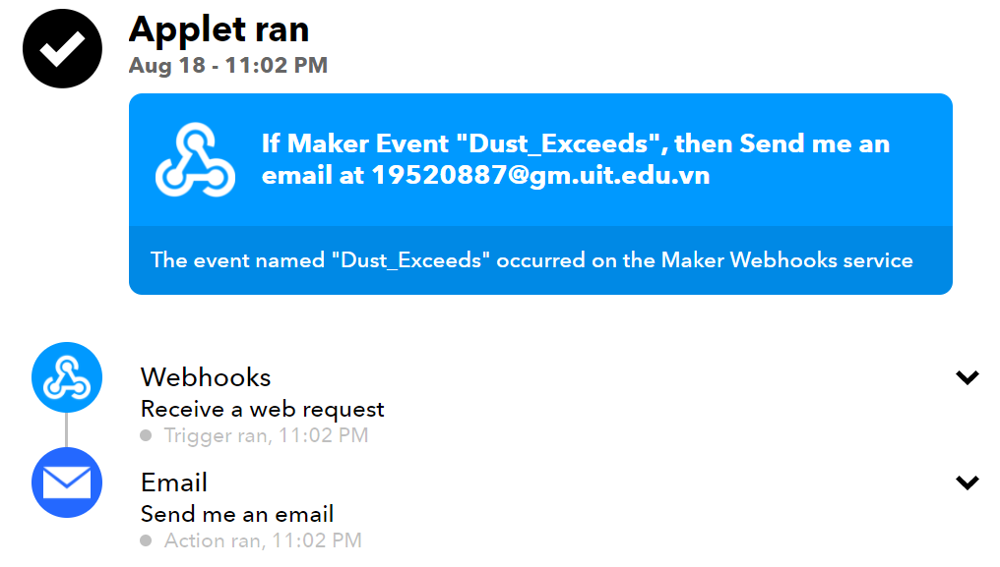 Applet ran
Aug 18 - 11:02 PM
If Maker Event "Dust_Exceeds", then Send me an
email at 19520887@gm.uit.edu.vn
The event named "Dust_Exceeds" occurred on the Maker Webhooks service
Webhooks
Receive a web request
Trigger ran, 11:02 PM
Email
Send me an email
Action ran, 11:02 PM